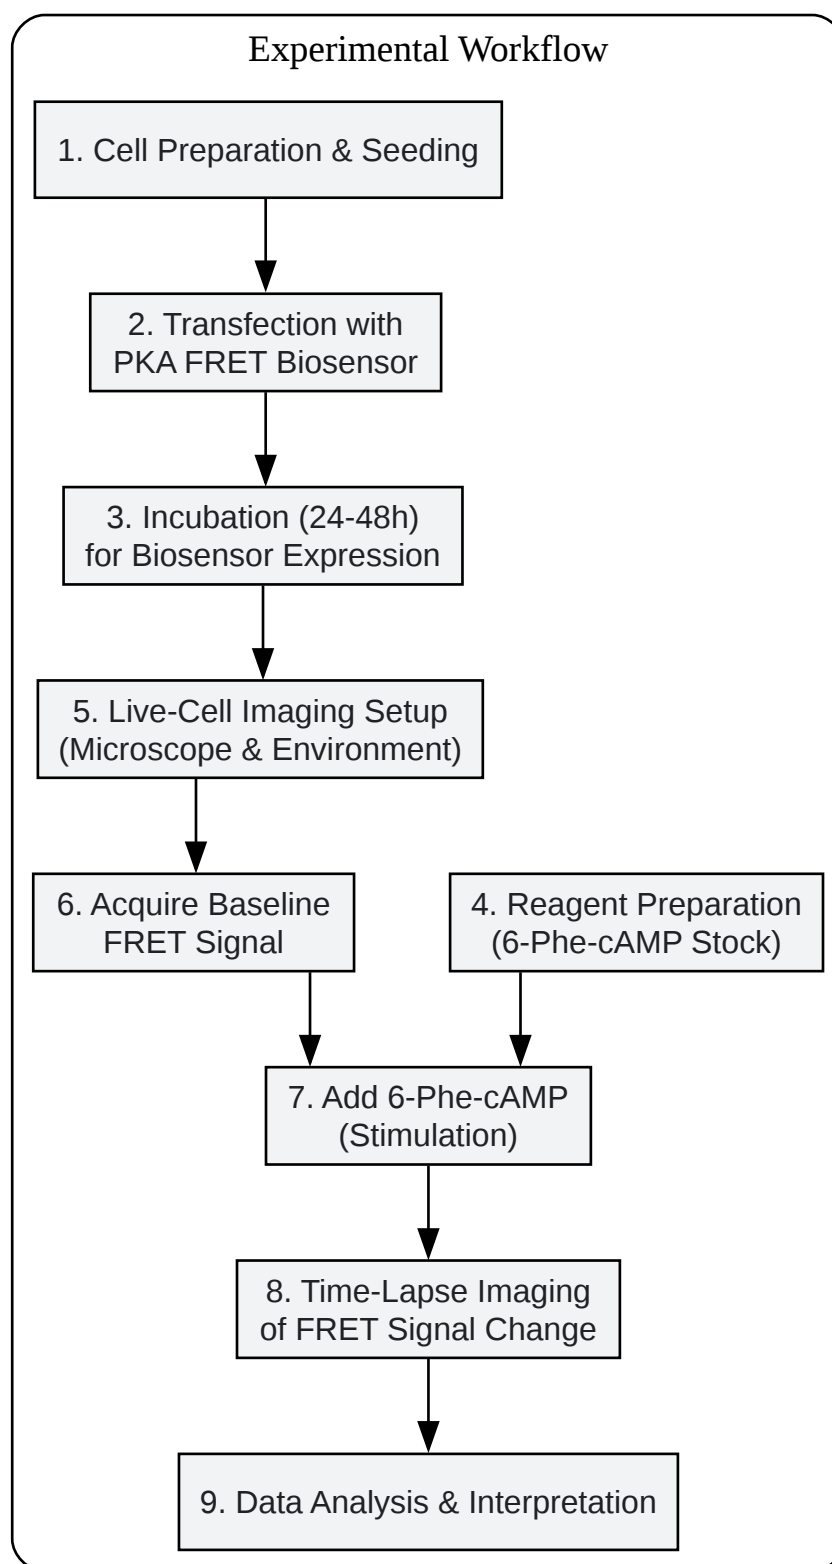 Experimental Workflow
1. Cell Preparation & Seeding
2. Transfection with
PKA FRET Biosensor
3. Incubation (24-48h)
for Biosensor Expression
5. Live-Cell Imaging Setup
(Microscope & Environment)
6. Acquire Baseline
FRET Signal
4. Reagent Preparation
(6-Phe-cAMP Stock)
7. Add 6-Phe-cAMP
(Stimulation)
8. Time-Lapse Imaging
of FRET Signal Change
9. Data Analysis & Interpretation